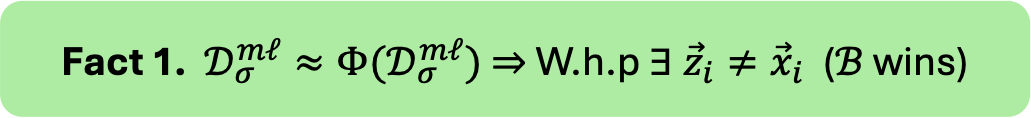 Fact 1. 𝒟_σ^{mℓ} ≈ Φ(𝒟_σ^{mℓ}) ⇒ W.h.p ∃ z⃗_i ≠ x⃗_i (ℬ wins)